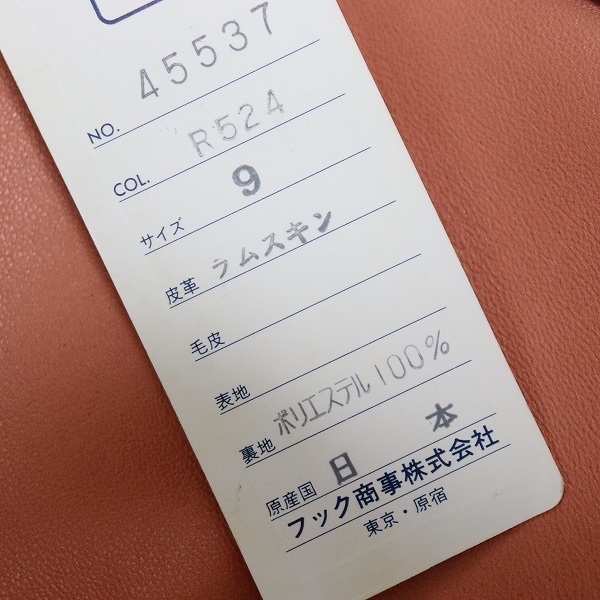 NO. 45537
COL. R524
サイズ 9
皮革 ラムスキン
毛皮
表地
裏地 ポリエステル100%
原産国 日本
フック商事株式会社
東京・原宿